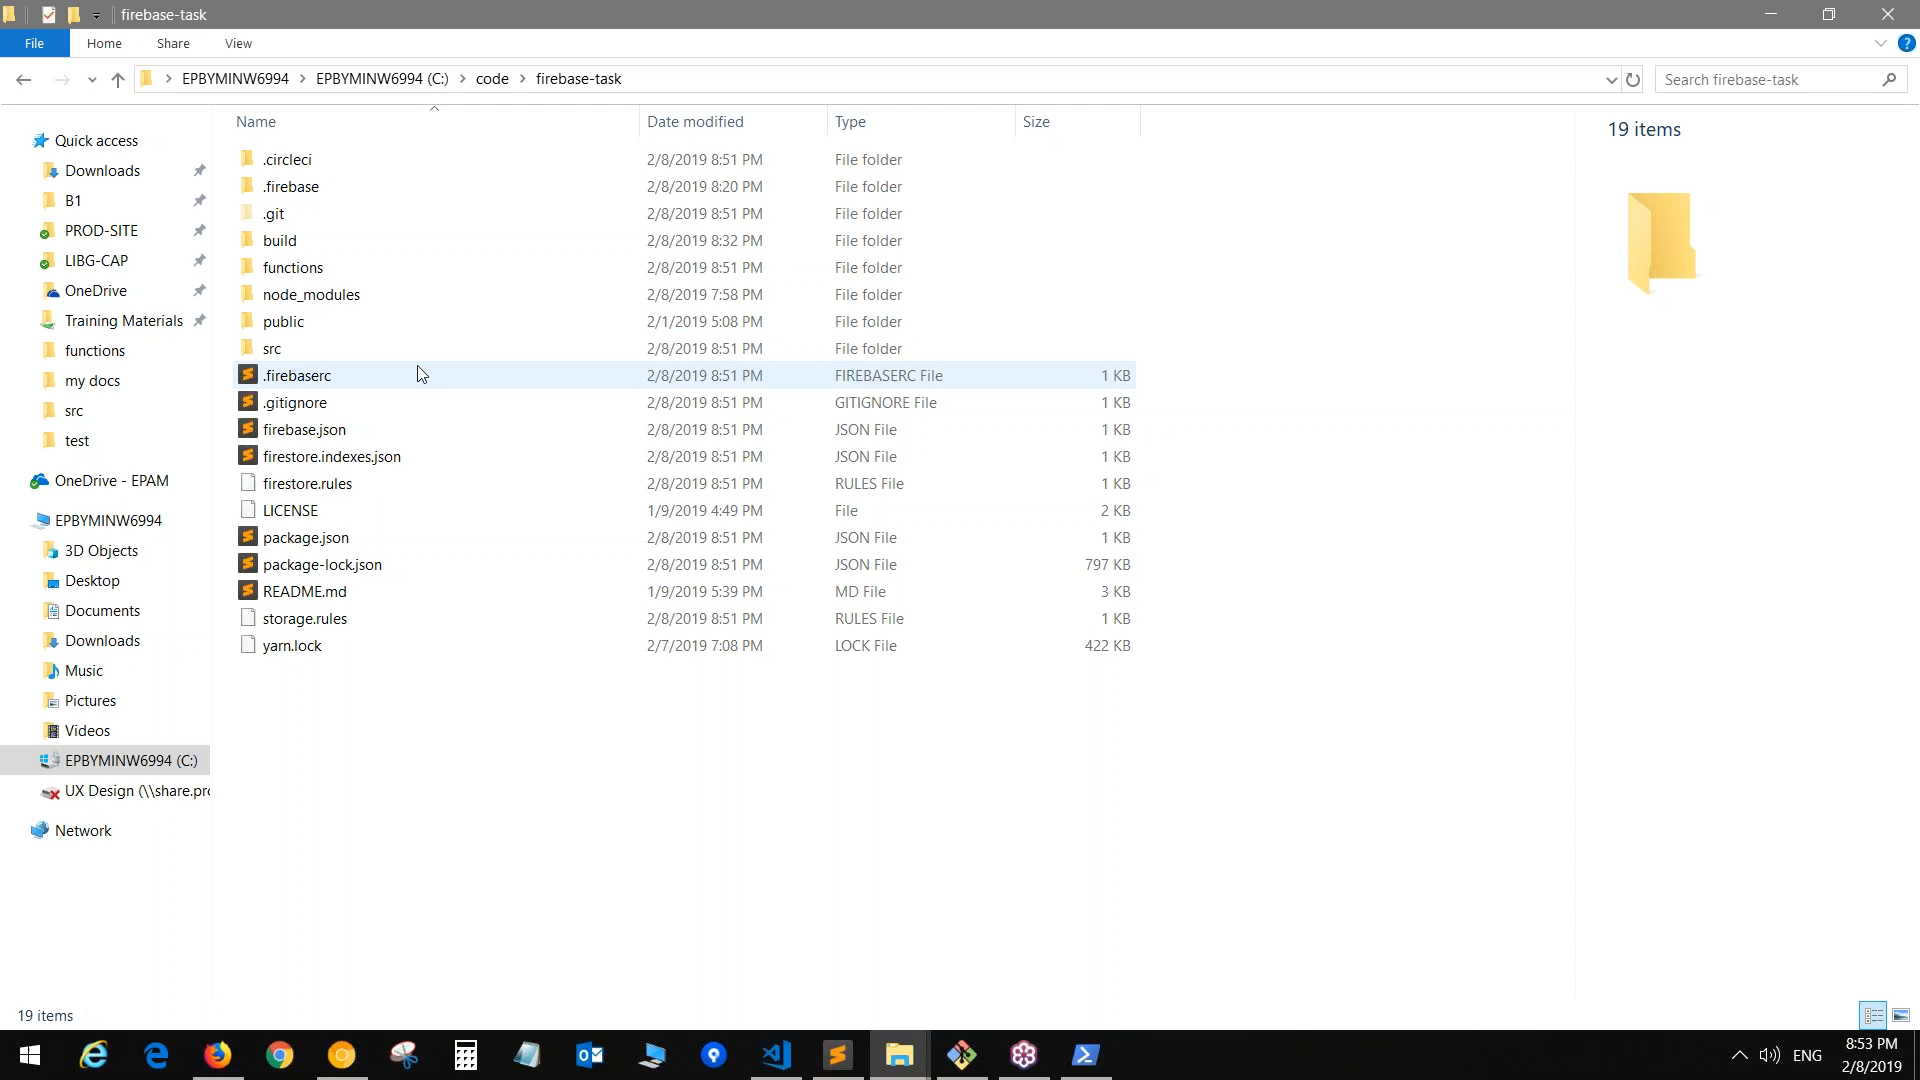 firebase-task
File Home Share View
EPBYMINW6994 EPBYMINW6994 (C:) code firebase-task
Search firebase-task
Name Date modified Type Size
.circleci 2/8/2019 8:51 PM File folder
.firebase 2/8/2019 8:20 PM File folder
.git 2/8/2019 8:51 PM File folder
build 2/8/2019 8:32 PM File folder
functions 2/8/2019 8:51 PM File folder
node_modules 2/8/2019 7:58 PM File folder
public 2/1/2019 5:08 PM File folder
src 2/8/2019 8:51 PM File folder
.firebaserc 2/8/2019 8:51 PM FIREBASERC File 1 KB
.gitignore 2/8/2019 8:51 PM GITIGNORE File 1 KB
firebase.json 2/8/2019 8:51 PM JSON File 1 KB
firestore.indexes.json 2/8/2019 8:51 PM JSON File 1 KB
firestore.rules 2/8/2019 8:51 PM RULES File 1 KB
LICENSE 1/9/2019 4:49 PM File 2 KB
package.json 2/8/2019 8:51 PM JSON File 1 KB
package-lock.json 2/8/2019 8:51 PM JSON File 797 KB
README.md 1/9/2019 5:39 PM MD File 3 KB
storage.rules 2/8/2019 8:51 PM RULES File 1 KB
yarn.lock 2/7/2019 7:08 PM LOCK File 422 KB
Quick access
Downloads
B1
PROD-SITE
LIBG-CAP
OneDrive
Training Materials
functions
my docs
src
test
OneDrive - EPAM
EPBYMINW6994
3D Objects
Desktop
Documents
Downloads
Music
Pictures
Videos
EPBYMINW6994 (C:)
UX Design (\\share.pr
Network
19 items
19 items
ENG
8:53 PM
2/8/2019